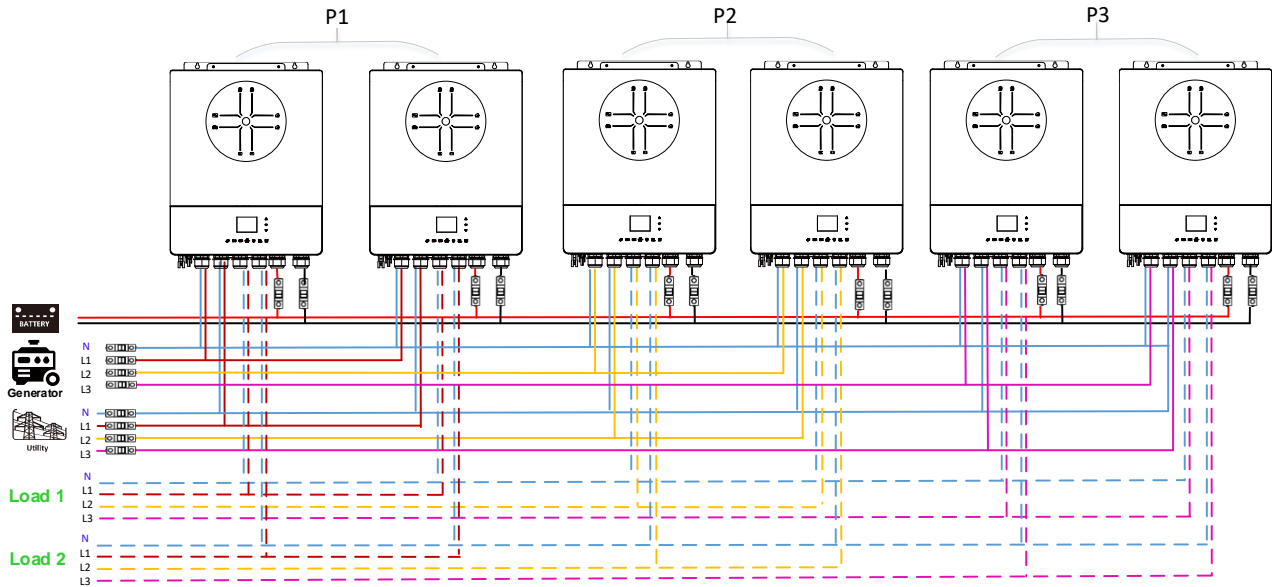 P1
P2
P3
BATTERY
N
L1
L2
L3
Generator
N
L1
L2
L3
Utility
N
Load 1
L1
L2
L3
N
Load 2
L1
L2
L3